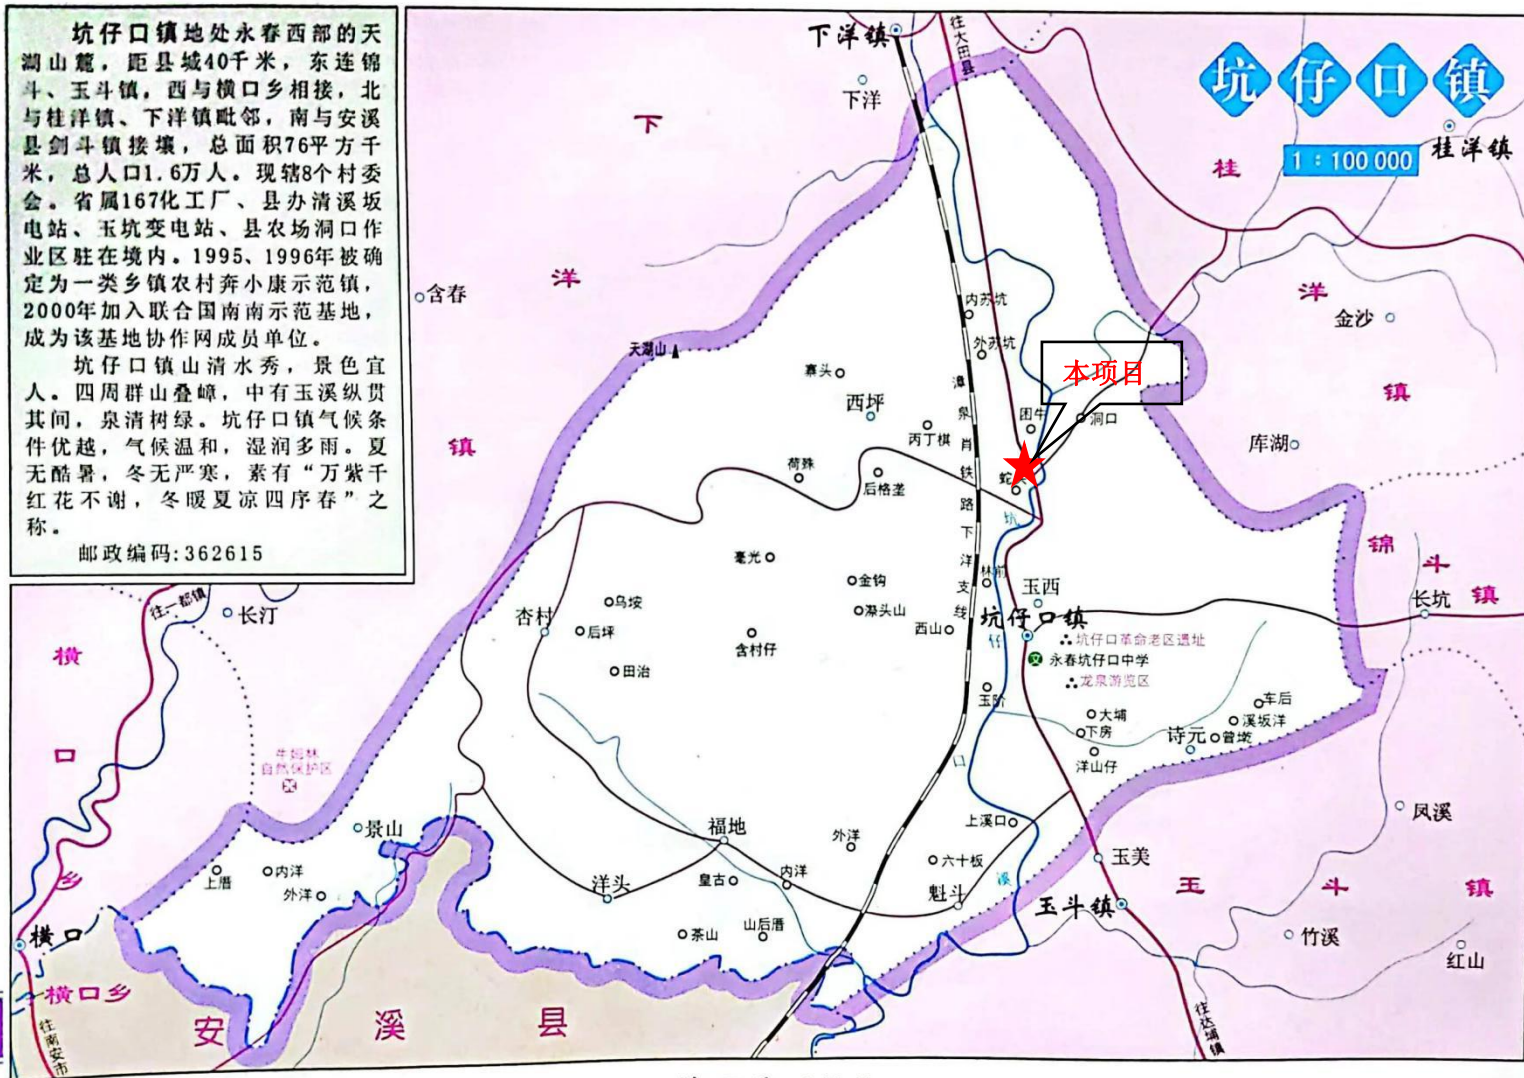 坑仔口镇地处永春西部的天
湖山麓，距县城40千米，东连锦
斗、玉斗镇，西与横口乡相接，北
与桂洋镇、下洋镇毗邻，南与安溪
县剑斗镇接壤，总面积76平方千
米，总人口1.6万人。现辖8个村委
会。省属167化工厂、县办清溪坂
电站、玉坑变电站、县农场洞口作
业区驻在境内。1995、1996年被确
定为一类乡镇农村奔小康示范镇，
2000年加入联合国南南示范基地，
成为该基地协作网成员单位。
坑仔口镇山清水秀，景色宜
人。四周群山叠嶂，中有玉溪纵贯
其间，泉清树绿。坑仔口镇气候条
件优越，气候温和，湿润多雨。夏
无酷暑，冬无严寒，素有“万紫千
红花不谢，冬暖夏凉四序春”之
称。
邮政编码:362615
坑仔口镇
1：100 000
下洋镇
往大田县
下洋
桂洋镇
下洋镇
桂洋镇
含春
天湖山
内苏坑
外苏坑
金沙
本项目
寨头
西坪
丙丁棋
团牛
洞口
库湖
荷殊
后格垄
漳泉肖铁路下洋支线
坑仔口溪
锦斗镇
毫光
金钩
林前
玉西
长坑
往一都镇
长汀
乌垵
杏村
后坪
漈头山
西山
坑仔口镇
坑仔口革命老区遗址
永春坑仔口中学
龙泉游览区
含村仔
田治
玉阶
大埔
下房
洋山仔
车后
溪坂洋
曾墘
诗元
横口乡
牛姆林
自然保护区
景山
福地
外洋
上溪口
凤溪
上厝
内洋
外洋
洋头
皇古
内洋
六十板
魁斗
玉美
玉斗镇
玉斗镇
横口
茶山
山后厝
竹溪
红山
横口乡
安溪县
往南安市
往达埔镇